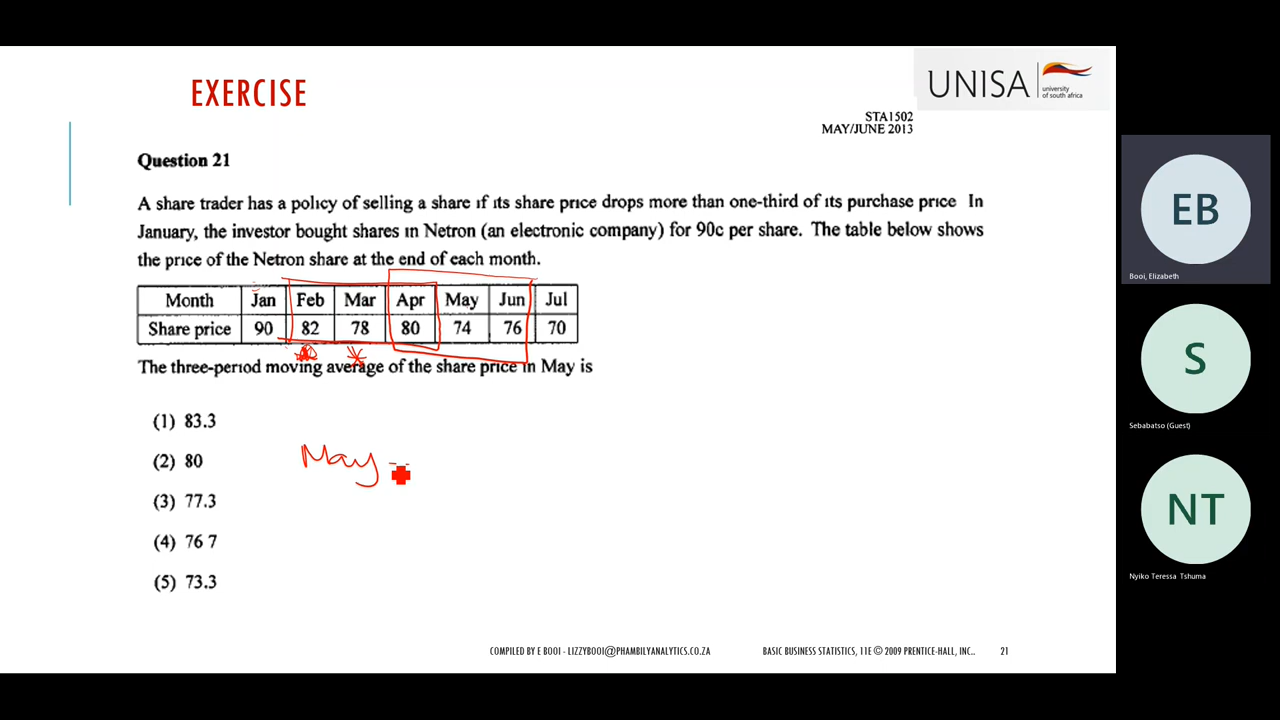 EXERCISE
UNISA
university
of south africa
STA1502
MAY/JUNE 2013
Question 21
A share trader has a policy of selling a share if its share price drops more than one-third of its purchase price In
January, the investor bought shares in Netron (an electronic company) for 90c per share. The table below shows
the price of the Netron share at the end of each month.
Month Jan Feb Mar Apr May Jun Jul
Share price 90 82 78 80 74 76 70
The three-period moving average of the share price in May is
(1) 83.3
(2) 80
(3) 77.3
(4) 76 7
(5) 73.3
May =
COMPILED BY E BOOI - LIZZYBOOI@PHAMBILYANALYTICS.CO.ZA
BASIC BUSINESS STATISTICS, 11E © 2009 PRENTICE-HALL, INC..
21
EB
Booi, Elizabeth
S
Sebabatso (Guest)
NT
Nyiko Teressa Tshuma